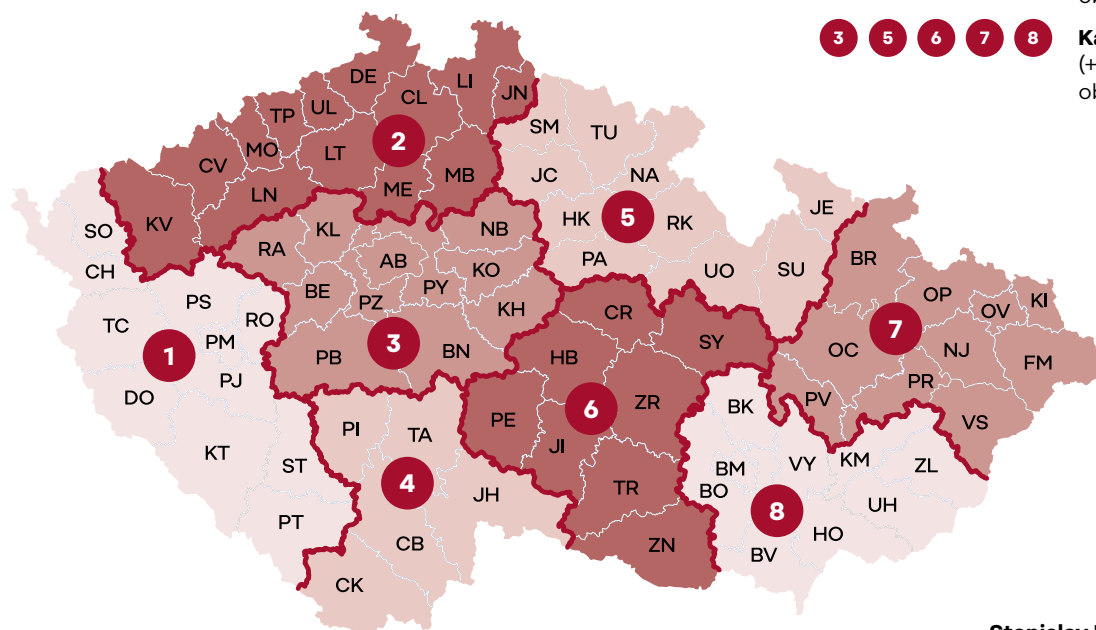 3 5 6 7 8
DE
LI
CL
JN
UL
TP
SM
TU
MO
2
LT
CV
JC
NA
MB
ME
LN
JE
HK
5
RK
KV
KL
NB
SO
RA
BR
PA
AB
KO
UO
SU
CH
BE
PY
OP
KI
PS
PZ
OV
KH
CR
RO
TC
7
PM
3
SY
1
PB
BN
HB
OC
NJ
FM
PJ
PR
DO
PV
ZR
6
BK
PE
VS
PI
TA
JI
KT
ST
VY
KM
ZL
BM
4
TR
BO
JH
UH
8
PT
HO
CB
ZN
BV
CK